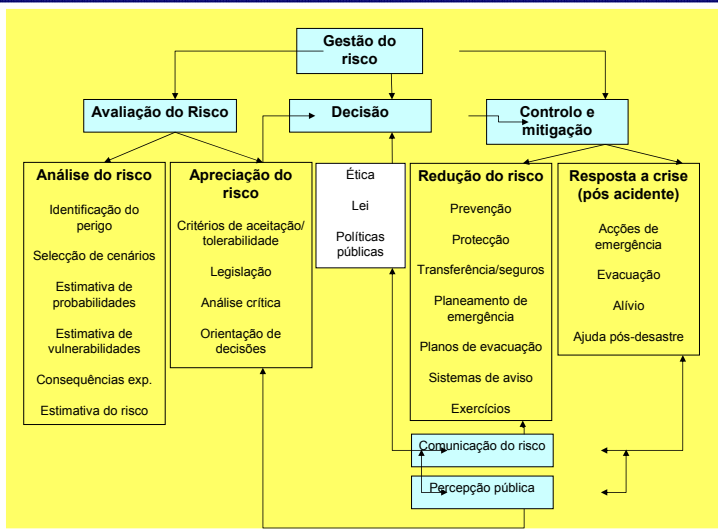 Gestão do
risco
Avaliação do Risco
Decisão
Controlo e
mitigação
Análise do risco
Identificação do
perigo
Selecção de cenários
Estimativa de
probabilidades
Estimativa de
vulnerabilidades
Consequências exp.
Estimativa do risco
Apreciação do
risco
Critérios de aceitação/
tolerabilidade
Legislação
Análise crítica
Orientação de
decisões
Ética
Lei
Políticas
públicas
Redução do risco
Prevenção
Protecção
Transferência/seguros
Planeamento de
emergência
Planos de evacuação
Sistemas de aviso
Exercícios
Resposta a crise
(pós acidente)
Acções de
emergência
Evacuação
Alívio
Ajuda pós-desastre
Comunicação do risco
Percepção pública